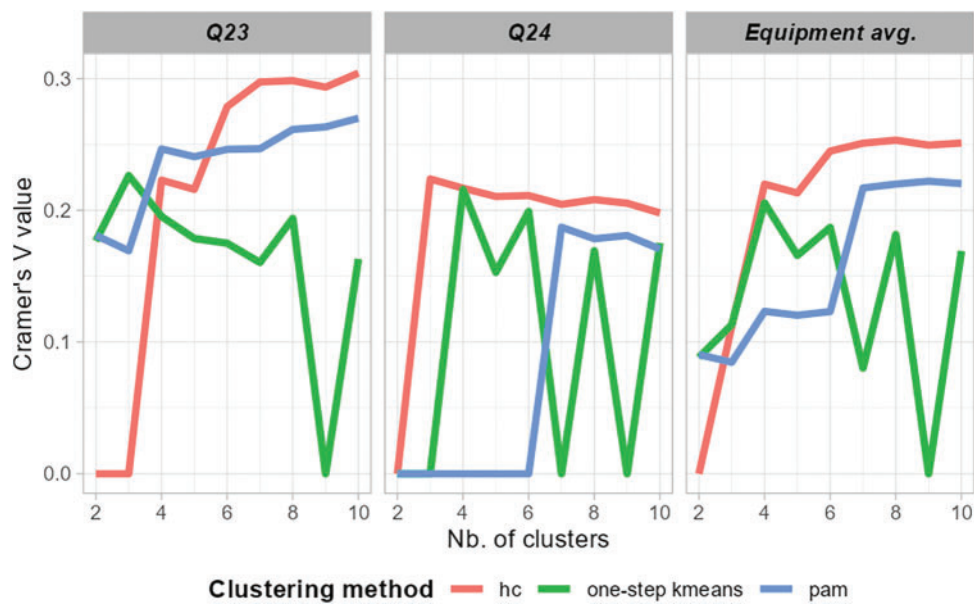 Q23 Q24 Equipment avg.
0.3
0.2
0.1
0.0
Cramer's V value
2 4 6 8 10 2 4 6 8 10 2 4 6 8 10
Nb. of clusters
Clustering method hc one-step kmeans pam